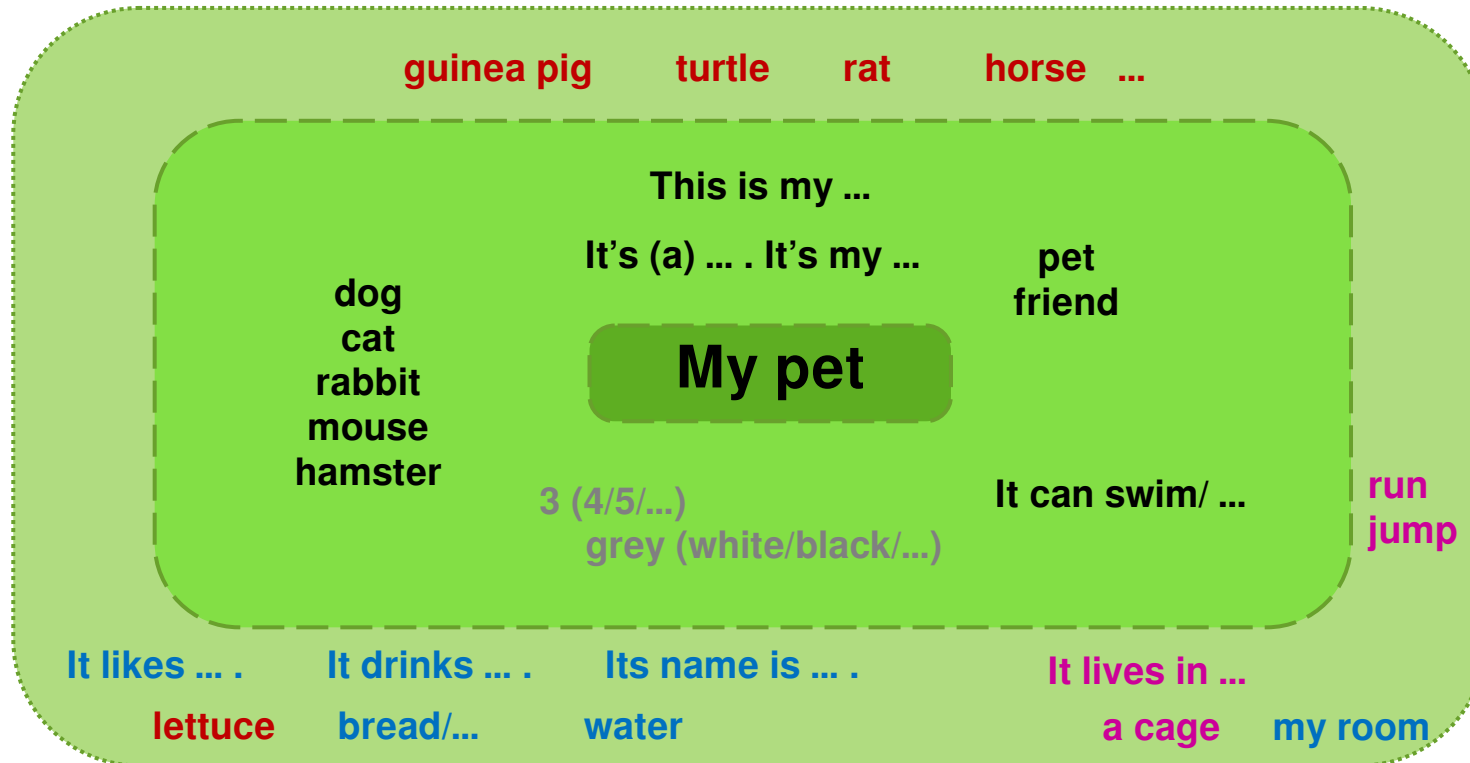 guinea pig turtle rat horse ...
This is my ...
It's (a) ... . It's my ...
pet
friend
dog
cat
rabbit
mouse
hamster
My pet
3 (4/5/...)
grey (white/black/...)
It can swim/ ...
run
jump
It likes ... . It drinks ... . Its name is ... . It lives in ...
lettuce bread/... water a cage my room